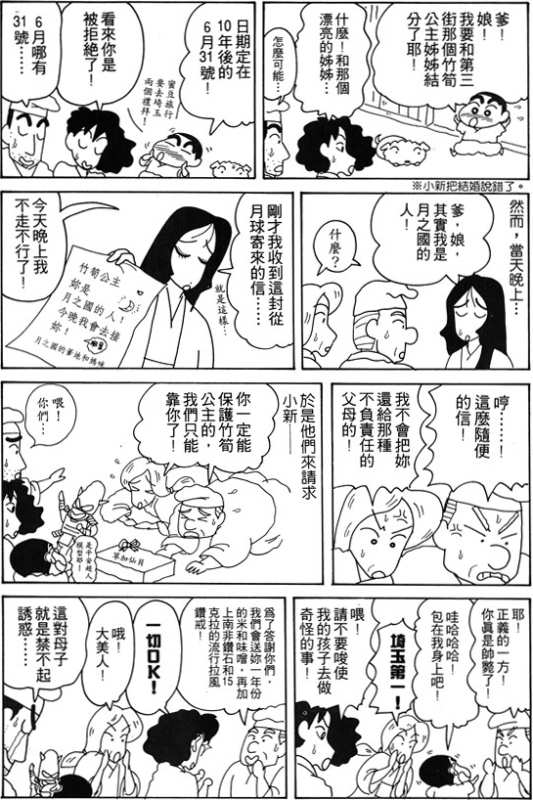 爹!
娘!
我要和第三
街那個竹筍
公主姊姊結
分了耶!
什麼!和那個
漂亮的姊姊…
怎麼可能…
※小新把結婚說錯了。
日期定在
10年後的
6月31號!
蜜豆旅行
要去埼玉
兩個禮拜!
看來你是
被拒絕了!
6月哪有
31號……
然而,當天晚上…
爹,娘,
其實我是
月之國的
人!
什麼?
剛才我收到這封從
月球寄來的信……
就是這樣…
竹筍公主
妳是
月之國的人!
今晚我會去接
妳!
月之國的爹地和媽咪
今天晚上我
不走不行了!
哼……!
這麼隨便
的信!
我不會把妳
還給那種
不負責任的
父母的!
於是他們來請求
小新——
你一定能
保護竹筍
公主的,
我們只能
靠你了!
草加仙貝
是平安超人
模型耶!
喂!
你們…
耶!
正義的一方!
你真是帥斃了!
哇哈哈哈!
包在我身上吧!
埼玉第一!
喂!
請不要唆使
我的孩子去做
奇怪的事!
為了答謝你們,
我們會送妳一年份
的米和味噌,再加
上南非鑽石和15
克拉的流行拉風
鑽戒!
一切OK!
哦!
大美人!
這對母子
就是禁不起
誘惑……